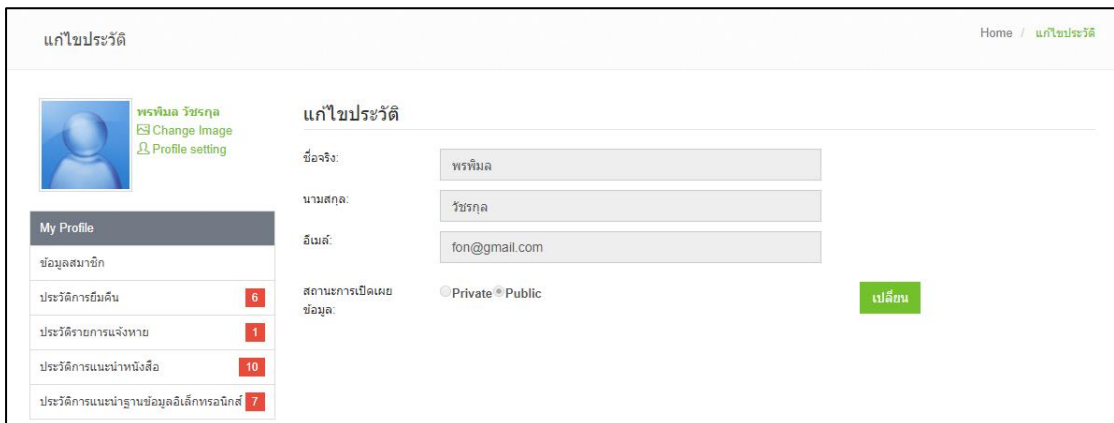 แก้ไขประวัติ
Home / แก้ไขประวัติ
พรพิมล วัชรกุล
Change Image
Profile setting
My Profile
ข้อมูลสมาชิก
ประวัติการยืมคืน 6
ประวัติรายการแจ้งหาย 1
ประวัติการแนะนำหนังสือ 10
ประวัติการแนะนำฐานข้อมูลอิเล็กทรอนิกส์ 7
แก้ไขประวัติ
ชื่อจริง: พรพิมล
นามสกุล: วัชรกุล
อีเมล์: fon@gmail.com
สถานะการเปิดเผย
ข้อมูล:
Private Public
เปลี่ยน